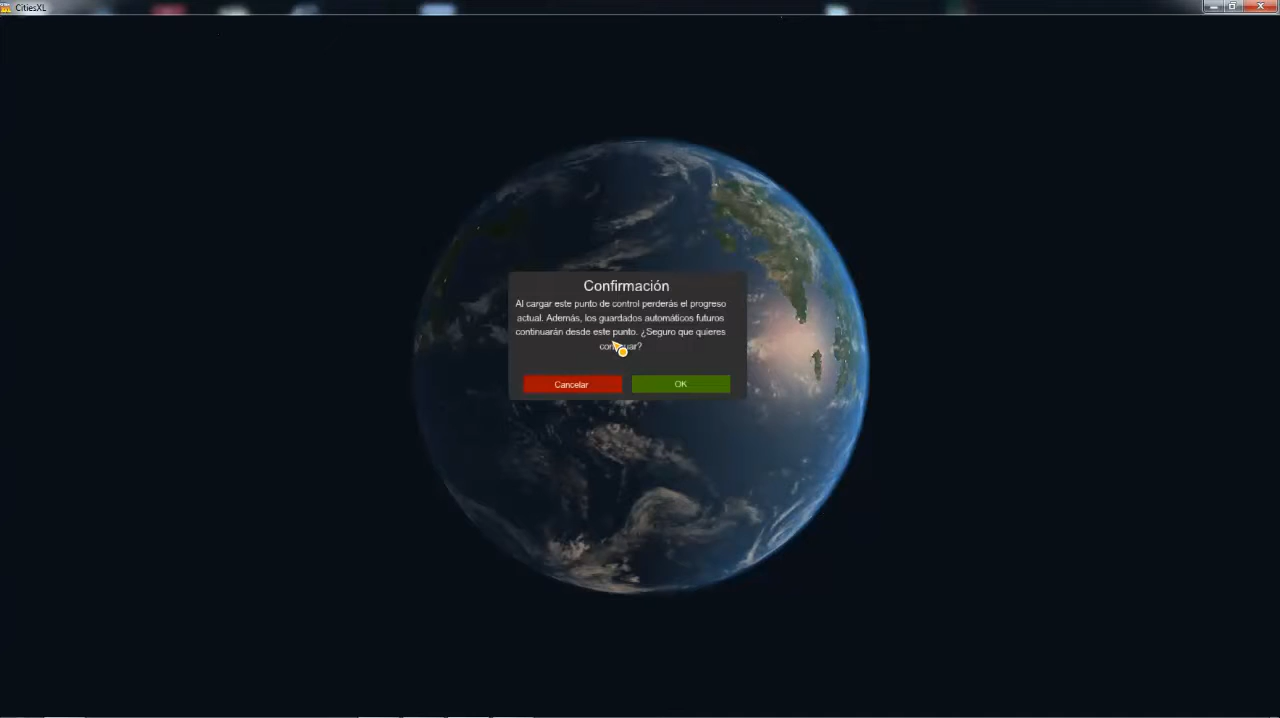 CitiesXL
Confirmación
Al cargar este punto de control perderás el progreso
actual. Además, los guardados automáticos futuros
continuarán desde este punto. ¿Seguro que quieres
continuar?
Cancelar
OK